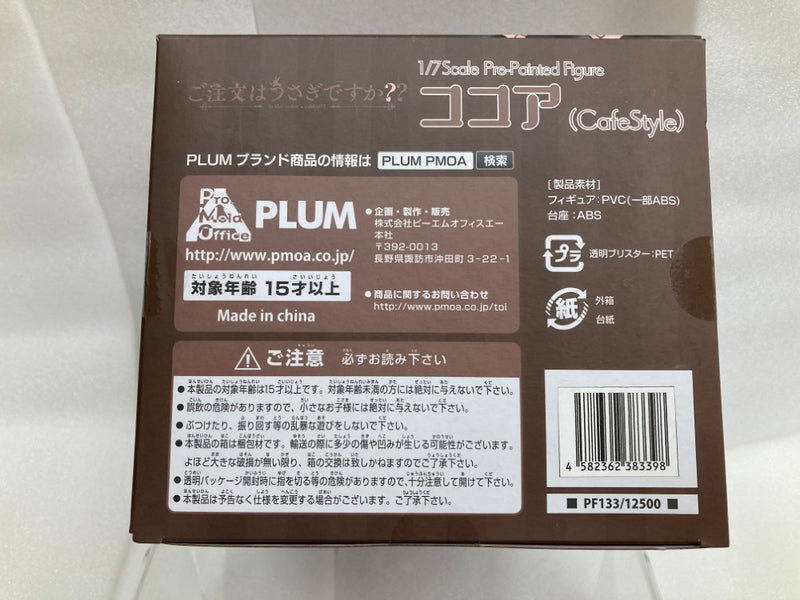 1/7Scale Pre-Painted Figure
ご注文はうさぎですか??
Is the order a rabbit??
ココア(CafeStyle)
PLUM ブランド商品の情報は PLUM PMOA 検索
Pro. Mold Office PLUM
http://www.pmoa.co.jp/
対象年齢 15才以上
Made in china
●企画・製作・販売
株式会社ピーエムオフィスエー
本社
〒392-0013
長野県諏訪市沖田町 3-22-1
●商品に関するお問い合わせ
http://www.pmoa.co.jp/toi
[製品素材]
フィギュア:PVC(一部ABS)
台座:ABS
プラ 透明ブリスター:PET
紙 外箱
台紙
ご注意 必ずお読み下さい
●本製品の対象年齢は15才以上です。対象年齢未満の方には絶対に与えないで下さい。
●誤飲の危険がありますので、小さなお子様には絶対に与えないで下さい。
●ぶつけたり、振り回す等の乱暴な遊びをしないで下さい。
●本製品の箱は梱包材です。輸送の際に多少の傷や凹みが生じる可能性がございます。
よほど大きな破損が無い限り、箱の交換は致しかねますのでご了承下さい。
●透明パッケージ開封時に指を切る等の危険がありますので、十分注意して開けて下さい。
●本製品は予告なく仕様を変更する場合がございます。ご了承下さい。
4 582362 383398
■ PF133/12500 ■